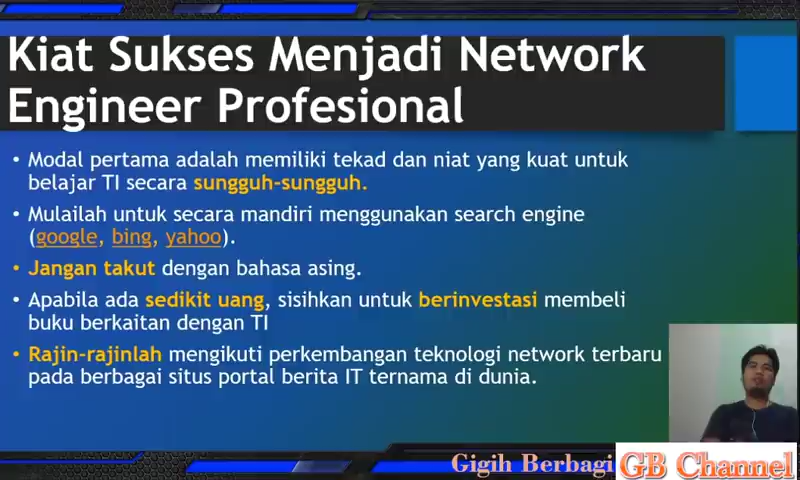 Kiat Sukses Menjadi Network
Engineer Profesional
• Modal pertama adalah memiliki tekad dan niat yang kuat untuk
belajar TI secara sungguh-sungguh.
• Mulailah untuk secara mandiri menggunakan search engine
(google, bing, yahoo).
• Jangan takut dengan bahasa asing.
• Apabila ada sedikit uang, sisihkan untuk berinvestasi membeli
buku berkaitan dengan TI
• Rajin-rajinlah mengikuti perkembangan teknologi network terbaru
pada berbagai situs portal berita IT ternama di dunia.
Gigih Berbagi GB Channel